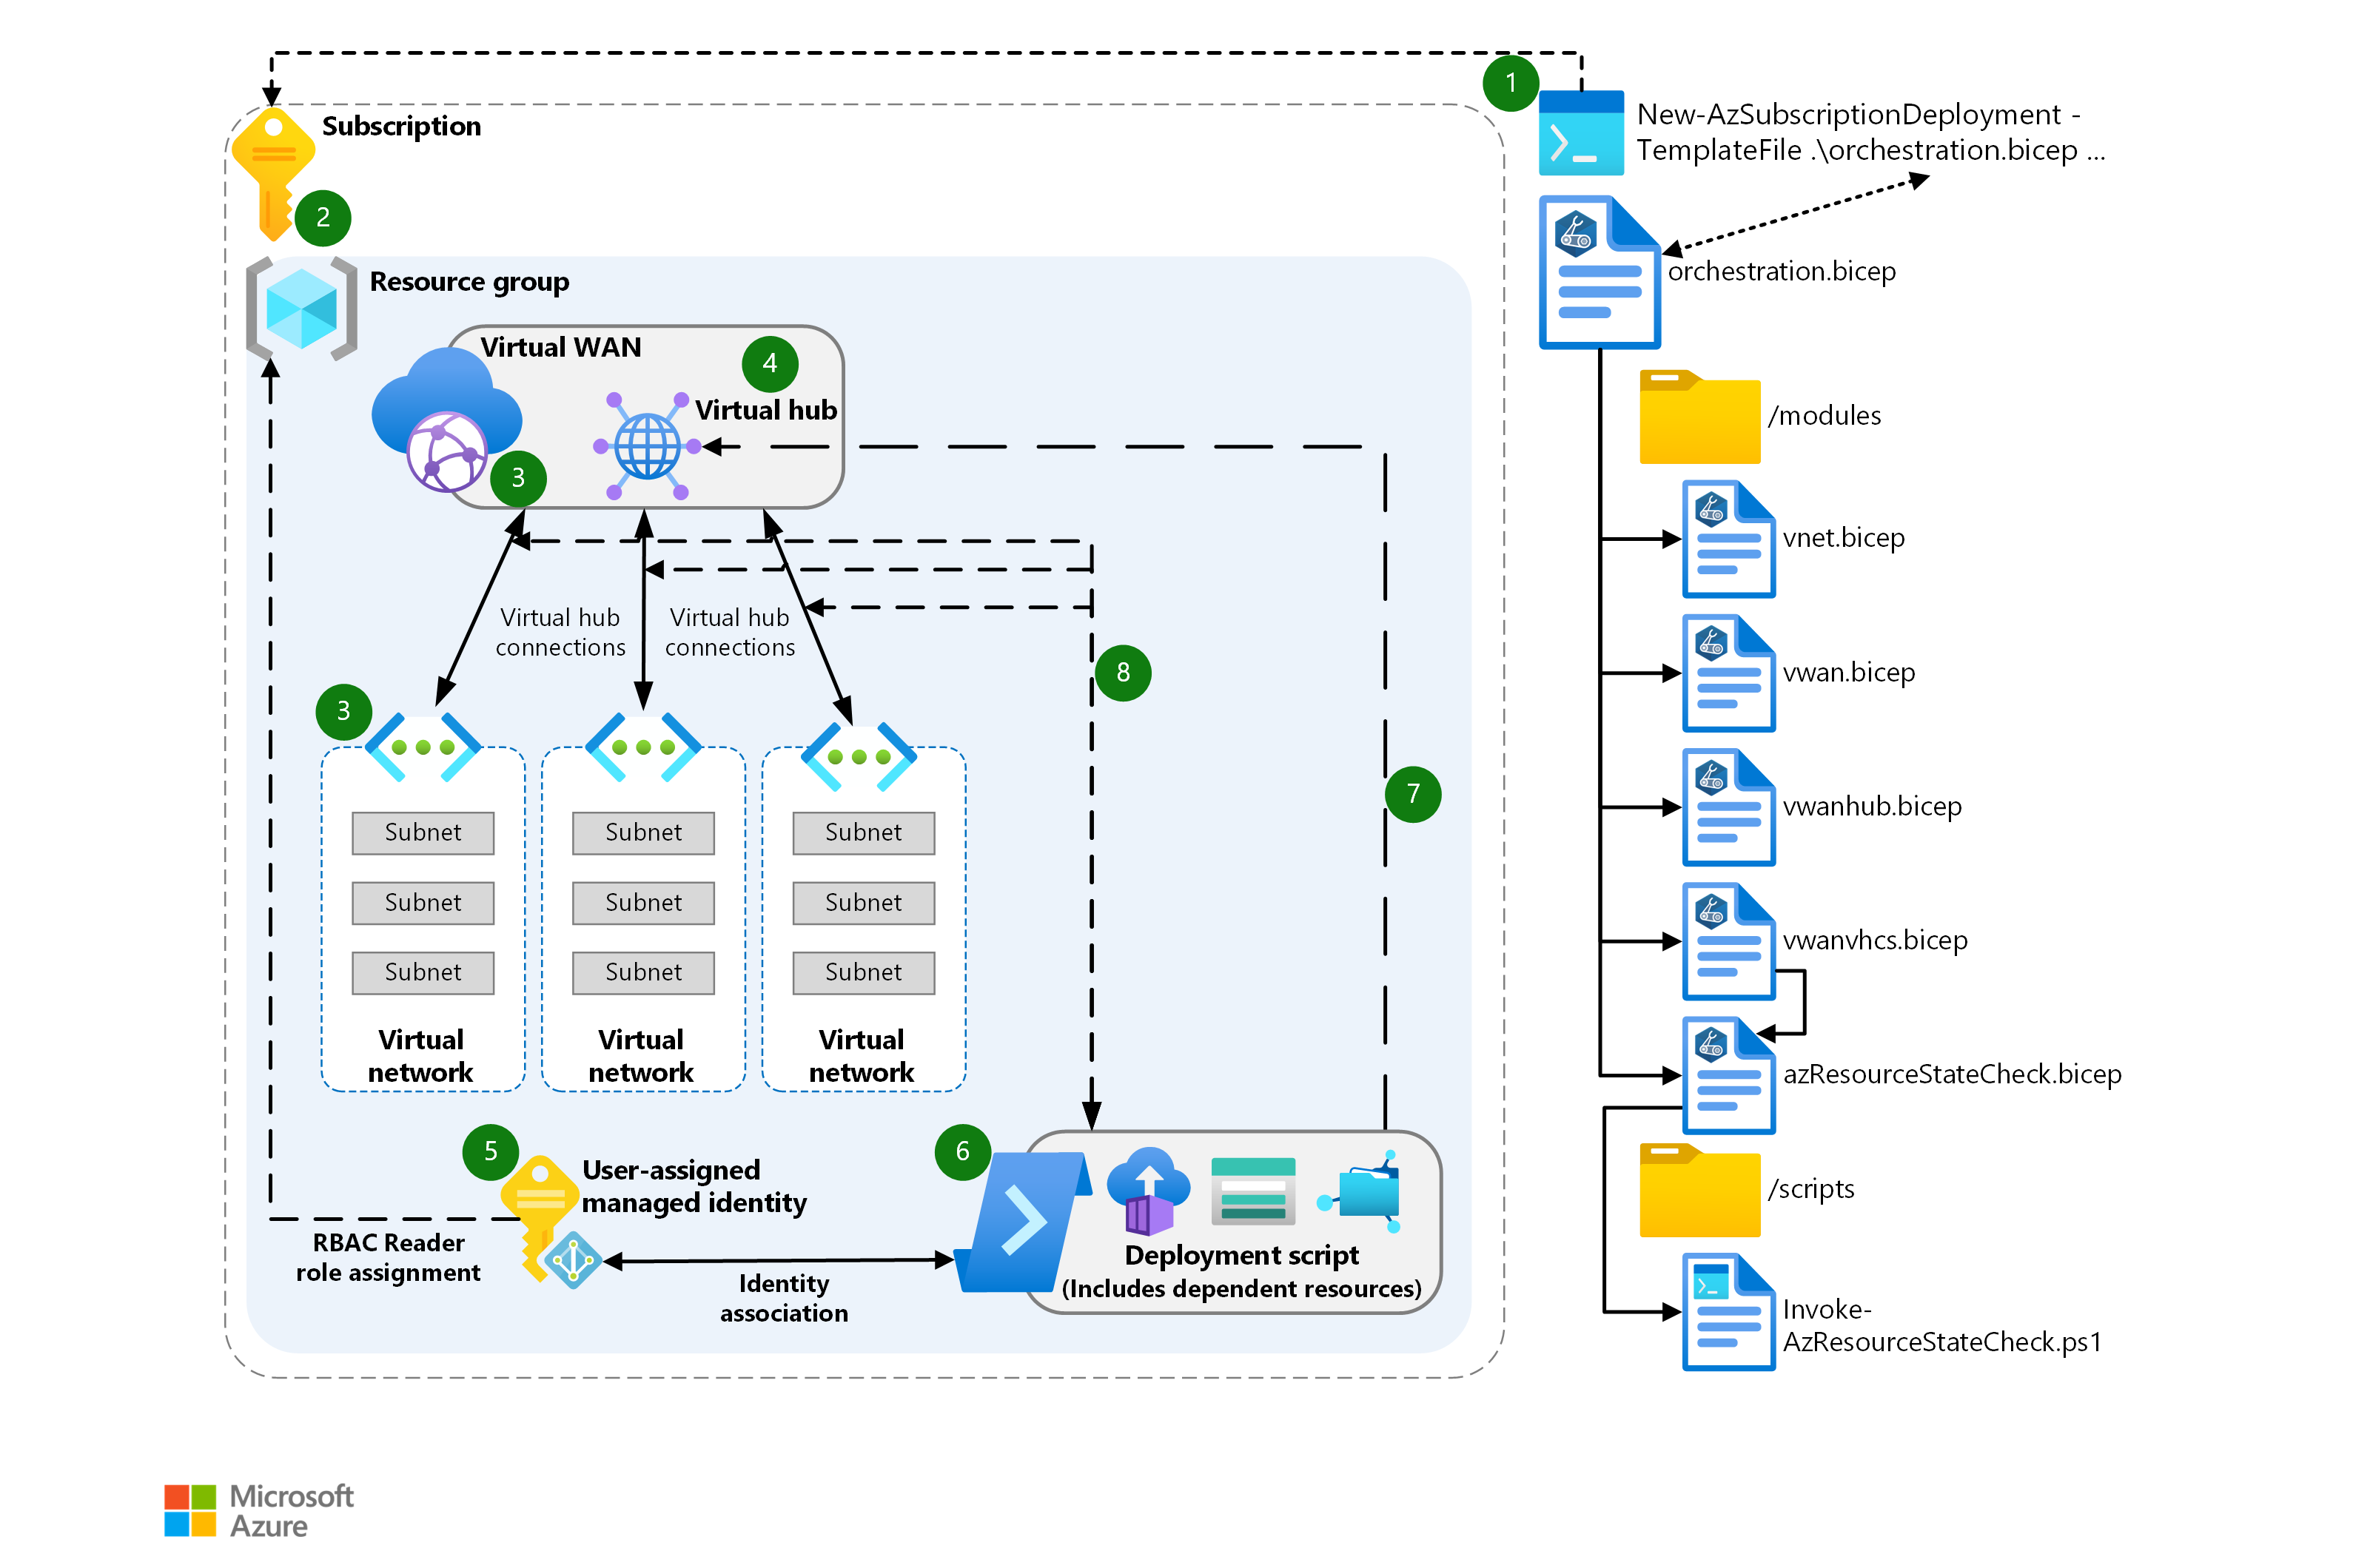 1
New-AzSubscriptionDeployment -
TemplateFile .\orchestration.bicep ...
Subscription
2
orchestration.bicep
Resource group
Virtual WAN
4
Virtual hub
3
/modules
vnet.bicep
Virtual hub
connections
Virtual hub
connections
8
vwan.bicep
3
7
vwanhub.bicep
Subnet
Subnet
Subnet
Subnet
Subnet
Subnet
Subnet
Subnet
Subnet
vwanvhcs.bicep
Virtual
network
Virtual
network
Virtual
network
azResourceStateCheck.bicep
5
User-assigned
managed identity
6
/scripts
RBAC Reader
role assignment
Identity
association
Deployment script
(Includes dependent resources)
Invoke-
AzResourceStateCheck.ps1
Microsoft
Azure